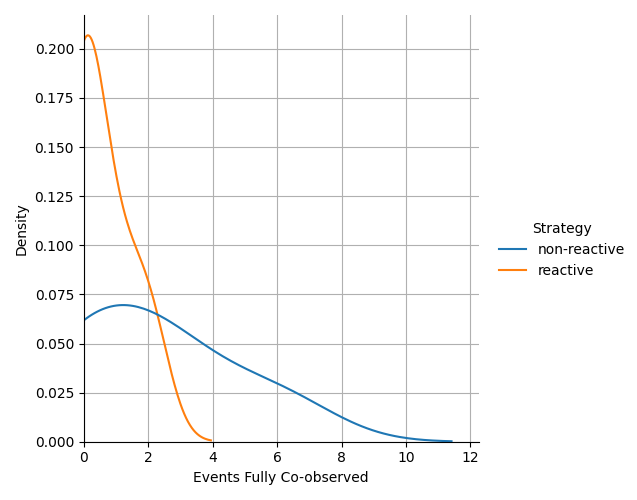 0.200
0.175
0.150
0.125
0.100
0.075
0.050
0.025
0.000
Density
0 2 4 6 8 10 12
Events Fully Co-observed
Strategy
non-reactive
reactive